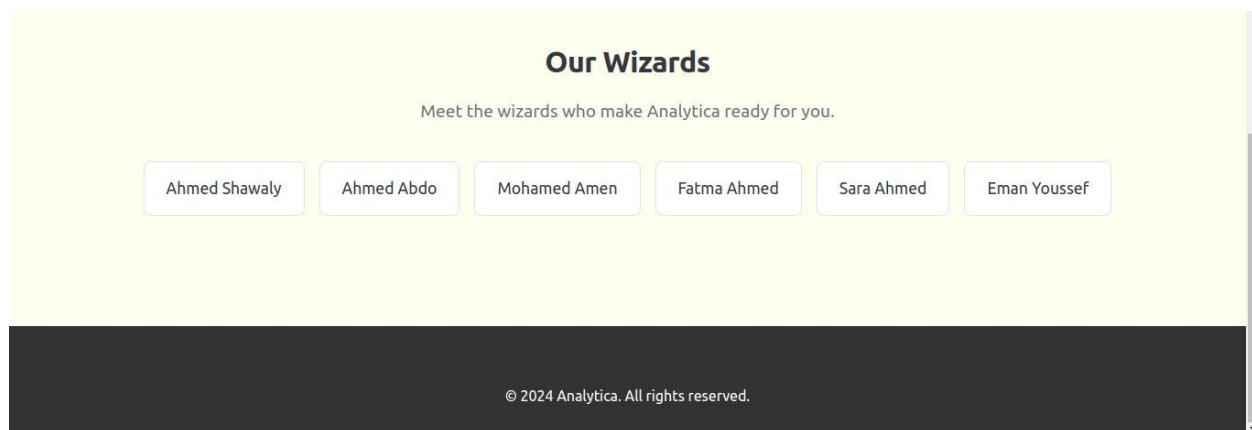 Our Wizards
Meet the wizards who make Analytica ready for you.
Ahmed Shawaly Ahmed Abdo Mohamed Amen Fatma Ahmed Sara Ahmed Eman Youssef
© 2024 Analytica. All rights reserved.